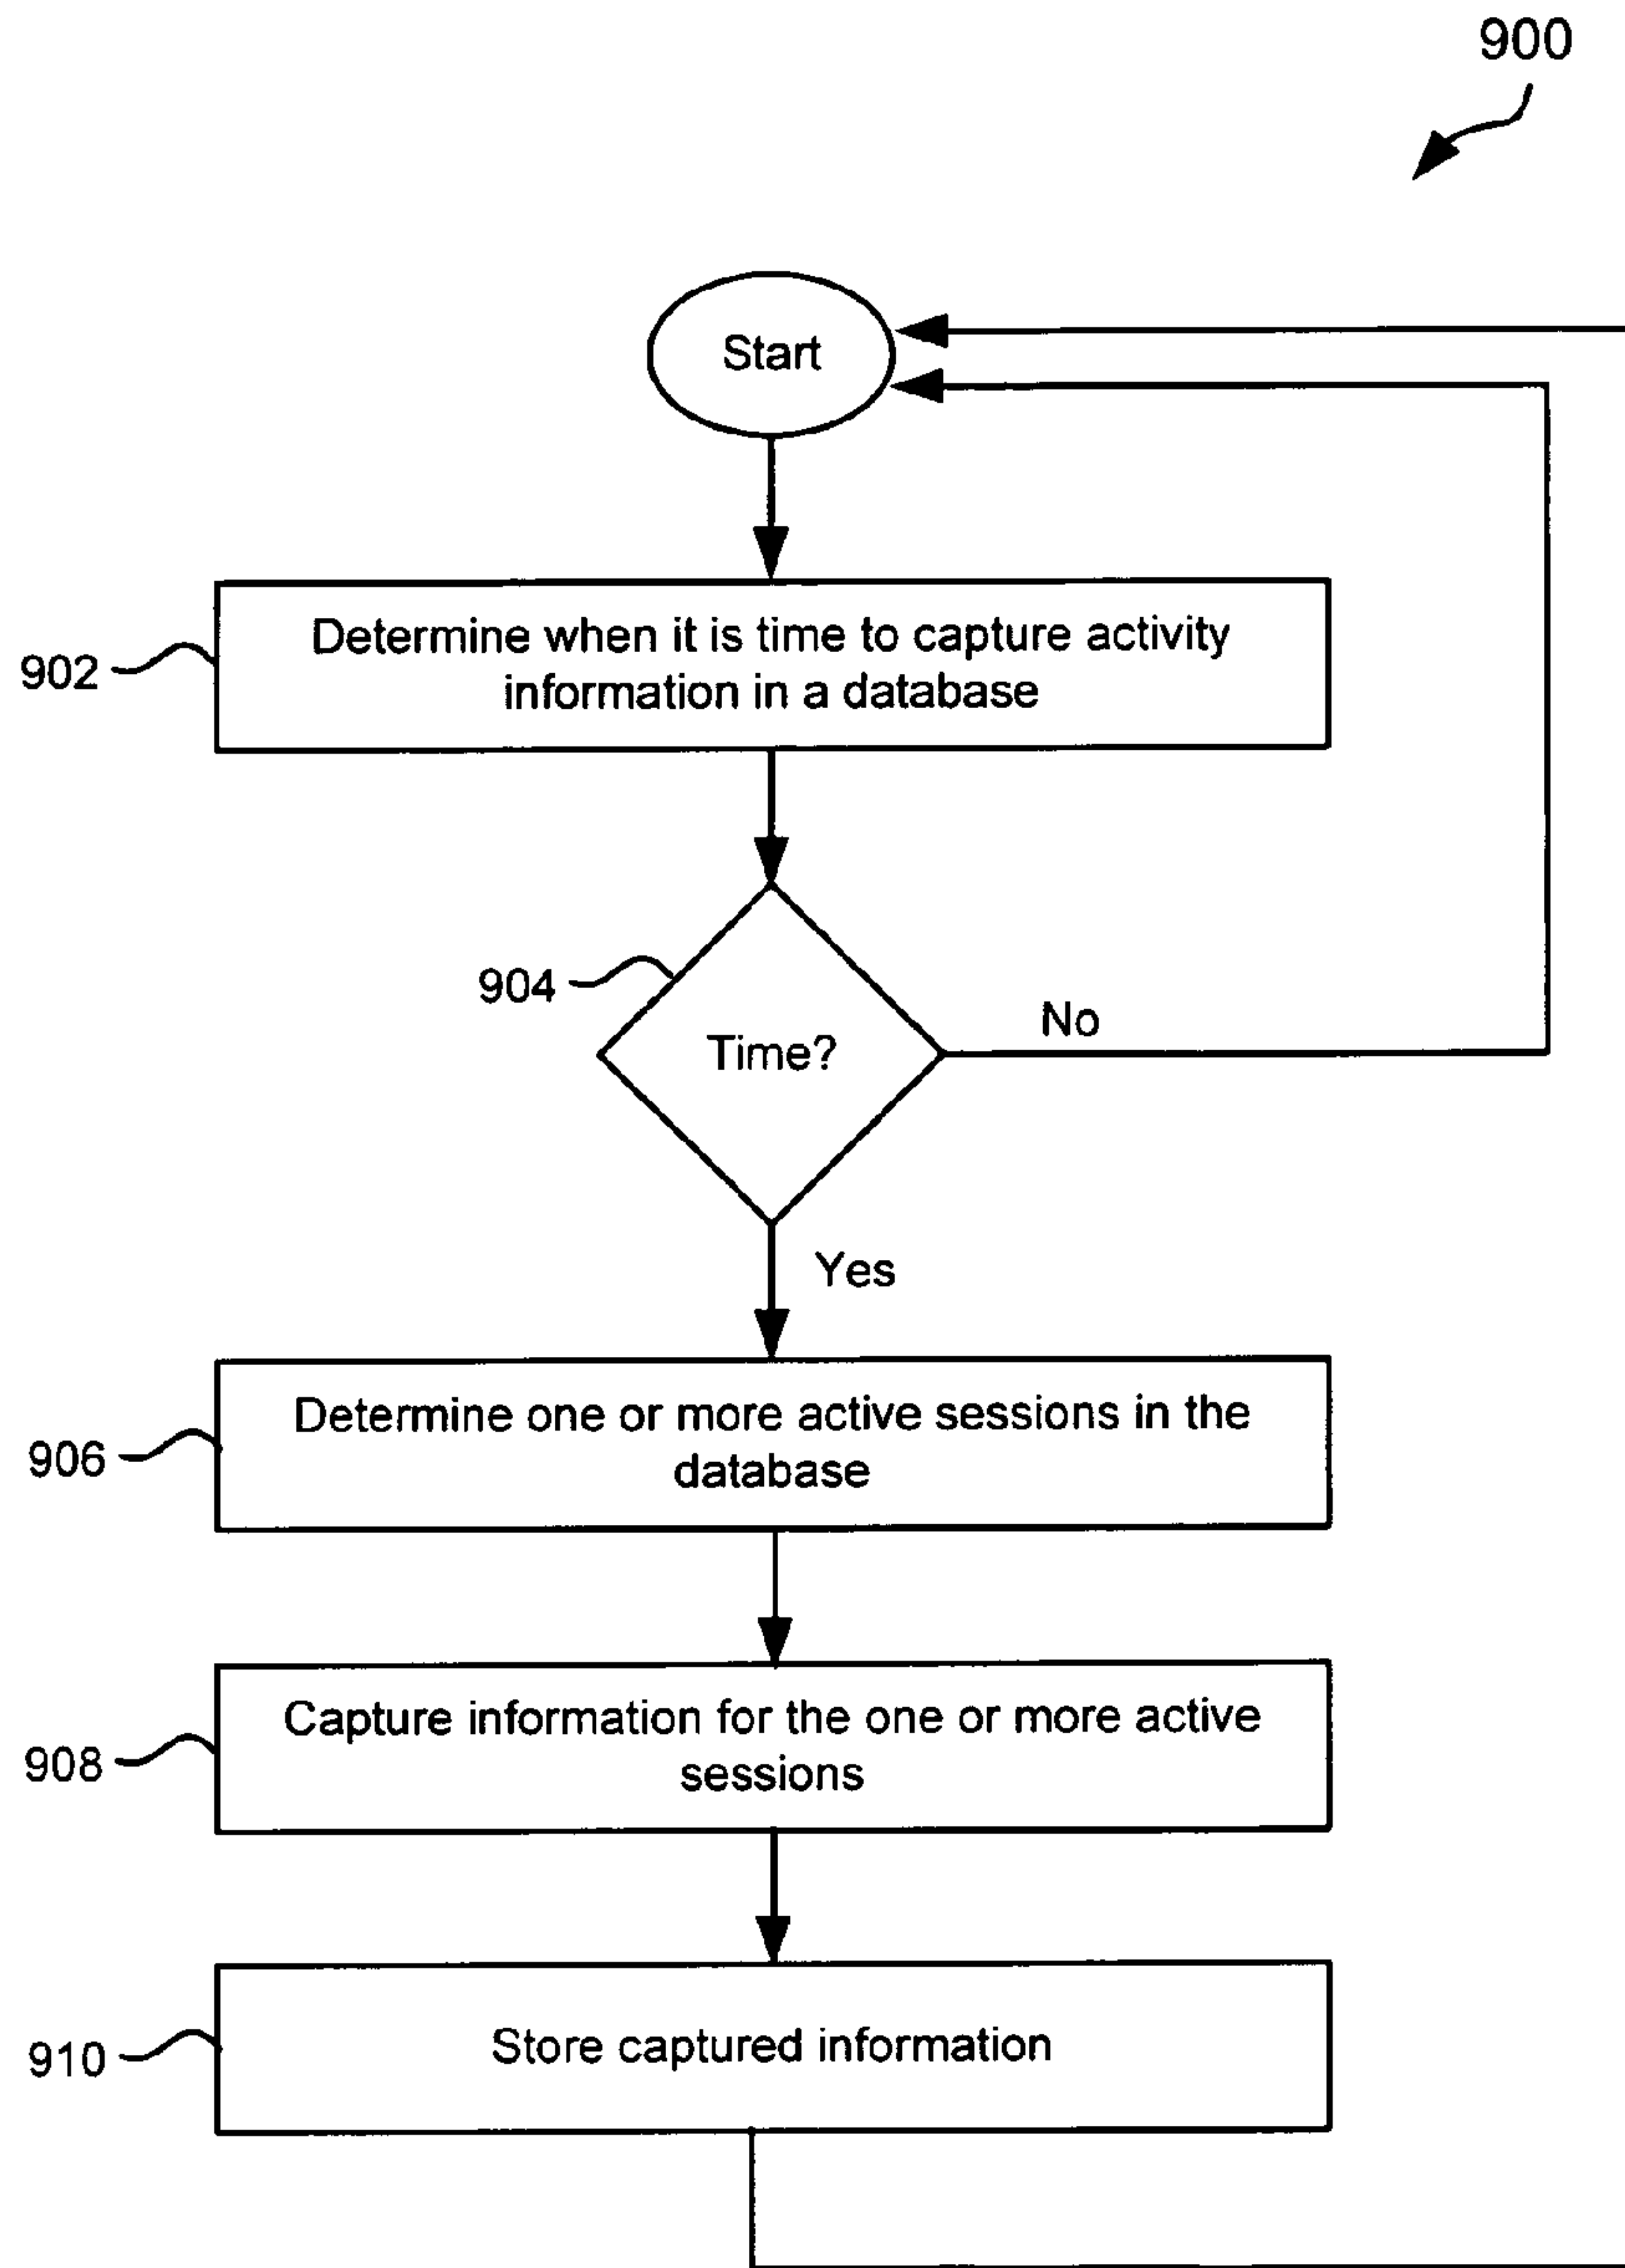 900
Start
902
Determine when it is time to capture activity
information in a database
904
Time?
No
Yes
906
Determine one or more active sessions in the
database
908
Capture information for the one or more active
sessions
910
Store captured information